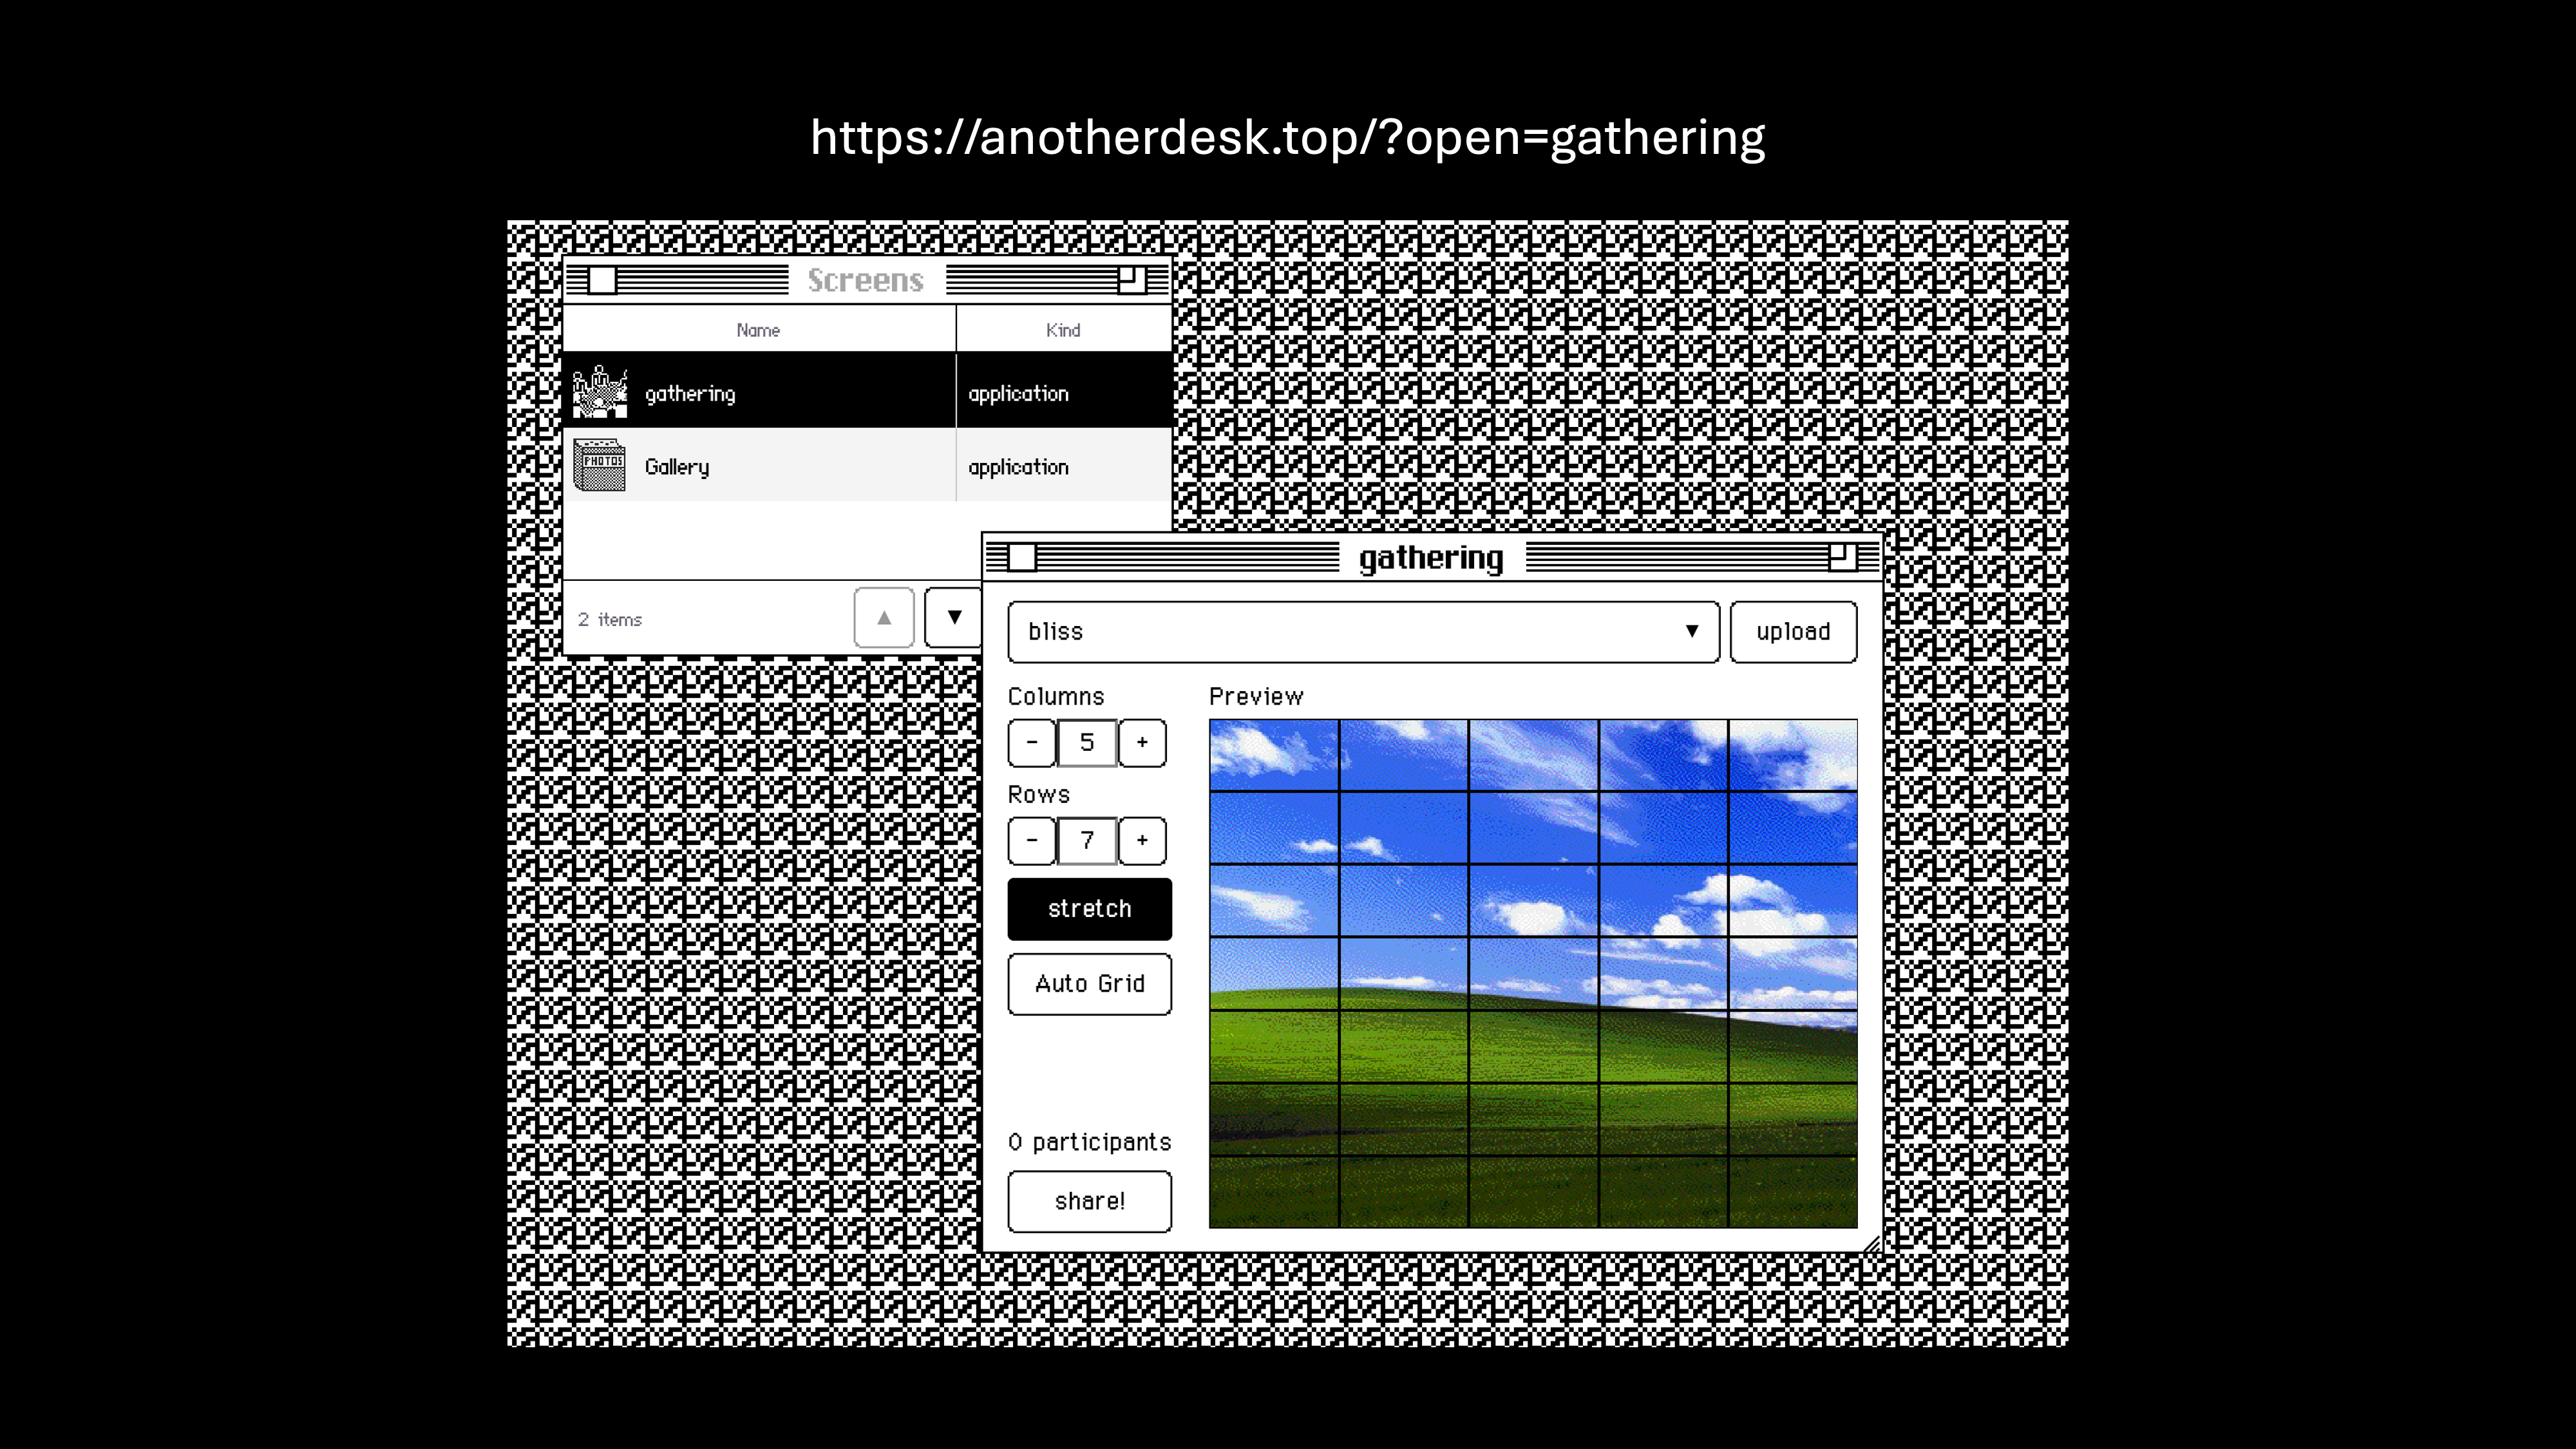 https://anotherdesk.top/?open=gathering
Screens
Name Kind
gathering application
PHOTOS
Gallery application
2 items ▲ ▼
gathering
bliss ▼ upload
Columns
- 5 +
Rows
- 7 +
stretch
Auto Grid
0 participants
share!
Preview